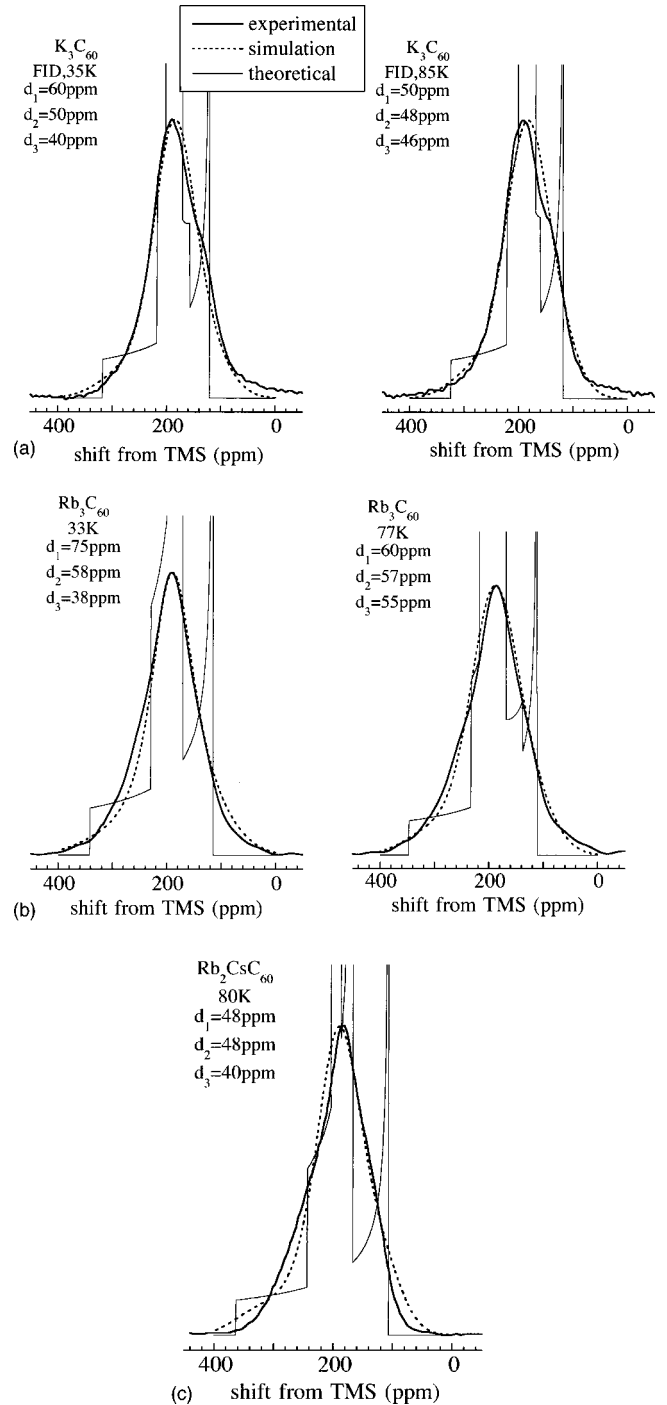 experimental
simulation
theoretical
K3C60
FID,35K
d1=60ppm
d2=50ppm
d3=40ppm
K3C60
FID,85K
d1=50ppm
d2=48ppm
d3=46ppm
400 200 0
shift from TMS (ppm)
400 200 0
shift from TMS (ppm)
(a)
Rb3C60
33K
d1=75ppm
d2=58ppm
d3=38ppm
Rb3C60
77K
d1=60ppm
d2=57ppm
d3=55ppm
400 200 0
shift from TMS (ppm)
400 200 0
shift from TMS (ppm)
(b)
Rb2CsC60
80K
d1=48ppm
d2=48ppm
d3=40ppm
400 200 0
(c) shift from TMS (ppm)